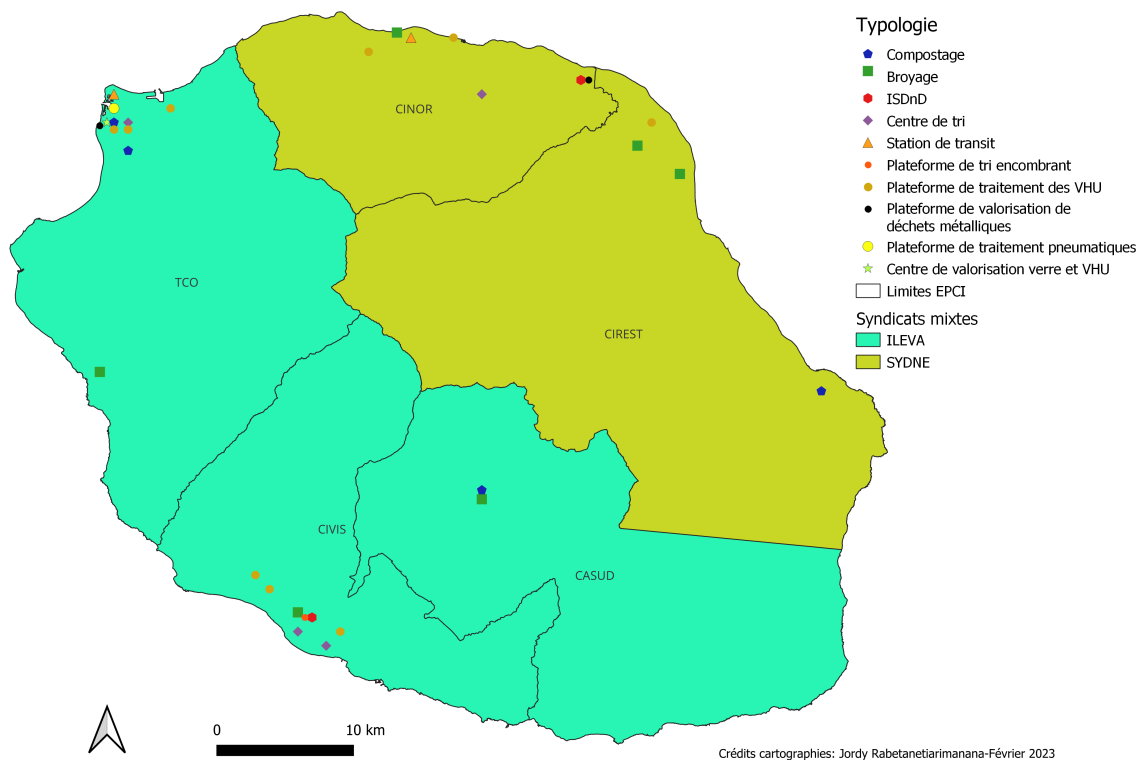 Typologie
Compostage
Broyage
ISDnD
Centre de tri
Station de transit
Plateforme de tri encombrant
Plateforme de traitement des VHU
Plateforme de valorisation de
déchets métalliques
Plateforme de traitement pneumatiques
Centre de valorisation verre et VHU
Limites EPCI
Syndicats mixtes
ILEVA
SYDNE
CINOR
TCO
CIREST
CIVIS
CASUD
0 10 km
Crédits cartographies: Jordy Rabetanetiarimanana-Février 2023